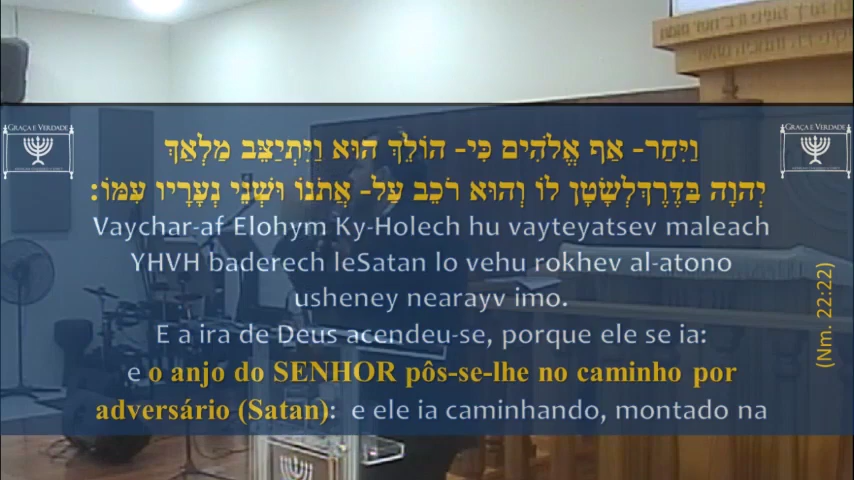 GRAÇA E VERDADE
GRAÇA E VERDADE
וַיִּחַר- אַף אֱלֹהִים כִּי- הוֹלֵךְ הוּא וַיִּתְיַצֵּב מַלְאַךְ
יְהוָה בַּדֶּרֶךְלְשָׂטָן לוֹ וְהוּא רֹכֵב עַל- אֲתֹנוֹ וּשְׁנֵי נְעָרָיו עִמּוֹ:
Vaychar-af Elohym Ky-Holech hu vayteyatsev maleach
YHVH baderech leSatan lo vehu rokhev al-atono
usheney nearayv imo.
E a ira de Deus acendeu-se, porque ele se ia:
e o anjo do SENHOR pôs-se-lhe no caminho por
adversário (Satan): e ele ia caminhando, montado na
(Nm. 22:22)